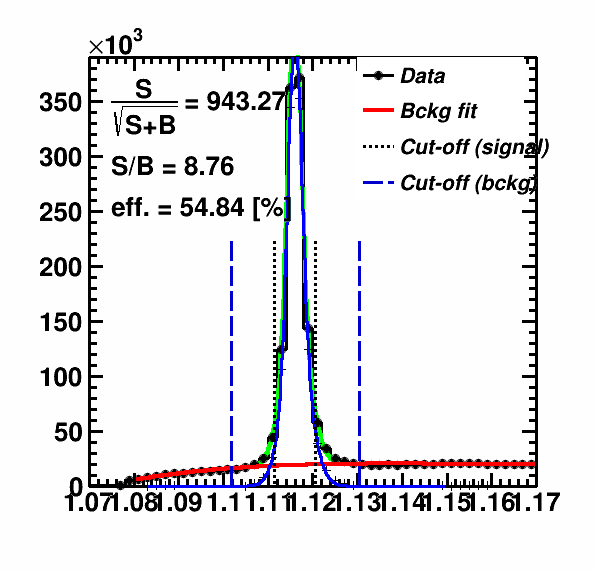 ×10³
350
300
250
200
150
100
50
0
S
√S+B = 943.27
S/B = 8.76
eff. = 54.84 [%]
Data
Bckg fit
Cut-off (signal)
Cut-off (bckg)
1.07 1.08 1.09 1.1 1.11 1.12 1.13 1.14 1.15 1.16 1.17